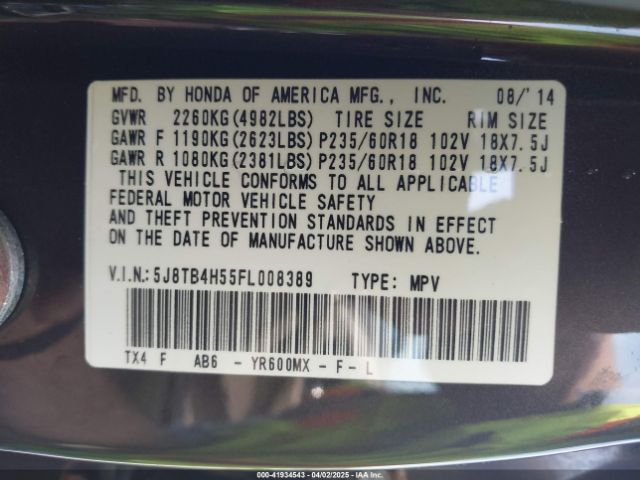 MFD. BY HONDA OF AMERICA MFG., INC. 08/'14
GVWR 2260KG(4982LBS) TIRE SIZE RIM SIZE
GAWR F 1190KG(2623LBS) P235/60R18 102V 18X7.5J
GAWR R 1080KG(2381LBS) P235/60R18 102V 18X7.5J
THIS VEHICLE CONFORMS TO ALL APPLICABLE
FEDERAL MOTOR VEHICLE SAFETY
AND THEFT PREVENTION STANDARDS IN EFFECT
ON THE DATE OF MANUFACTURE SHOWN ABOVE.
V.I.N.:5J8TB4H55FL008389 TYPE: MPV
TX4 F AB6 - YR600MX - F - L
000-41934543 - 04/02/2025 - IAAI.COM